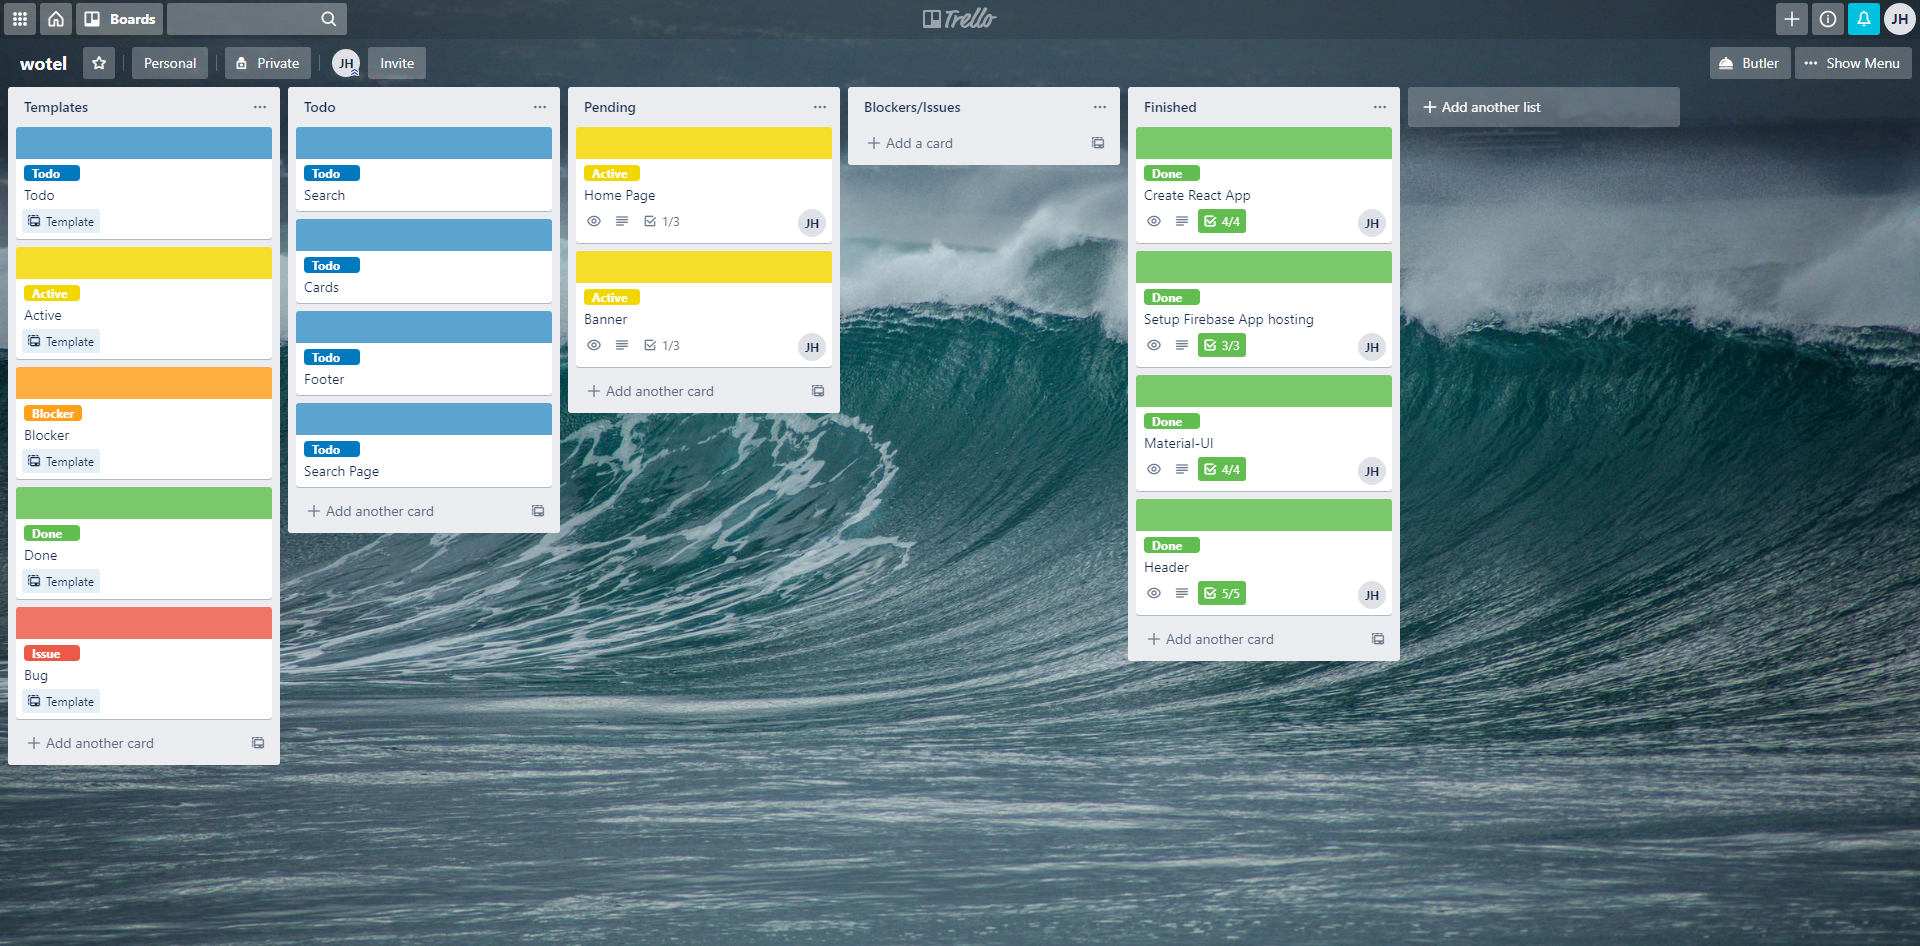 Boards
Trello
JH
wotel
Personal
Private
JH
Invite
Butler
Show Menu
Templates
Todo
Todo
Template
Active
Active
Template
Blocker
Blocker
Template
Done
Done
Template
Issue
Bug
Template
Add another card
Todo
Todo
Search
Todo
Cards
Todo
Footer
Todo
Search Page
Add another card
Pending
Active
Home Page
1/3
JH
Active
Banner
1/3
JH
Add another card
Blockers/Issues
Add a card
Finished
Done
Create React App
4/4
JH
Done
Setup Firebase App hosting
3/3
JH
Done
Material-UI
4/4
JH
Done
Header
5/5
JH
Add another card
Add another list